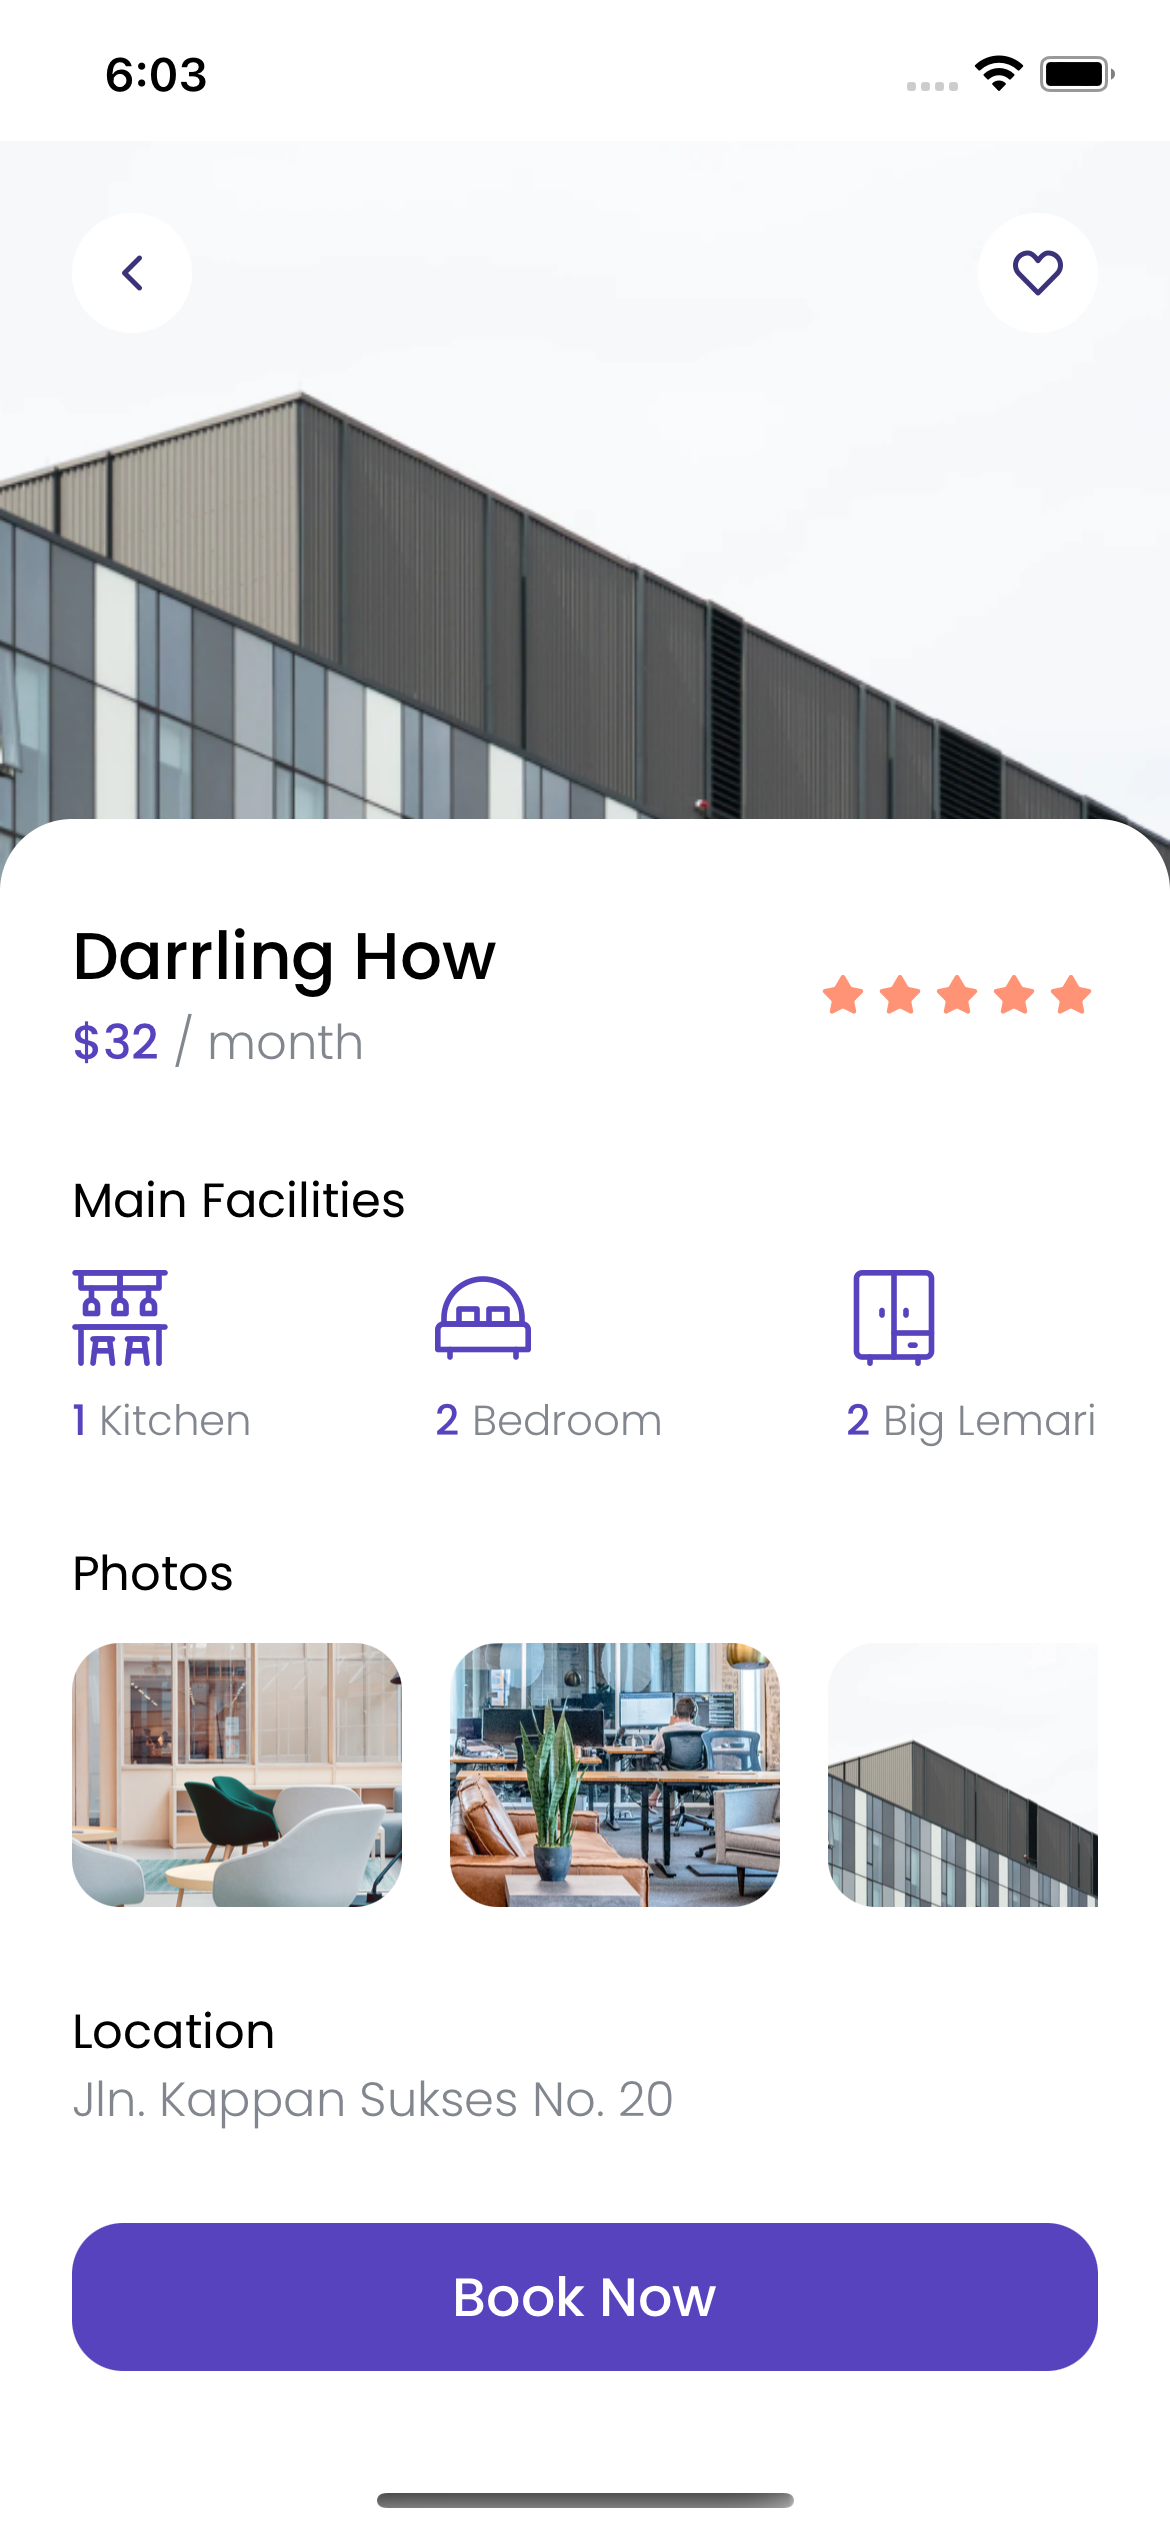 6:03
Darrling How
$32 / month
Main Facilities
1 Kitchen
2 Bedroom
2 Big Lemari
Photos
Location
Jln. Kappan Sukses No. 20
Book Now